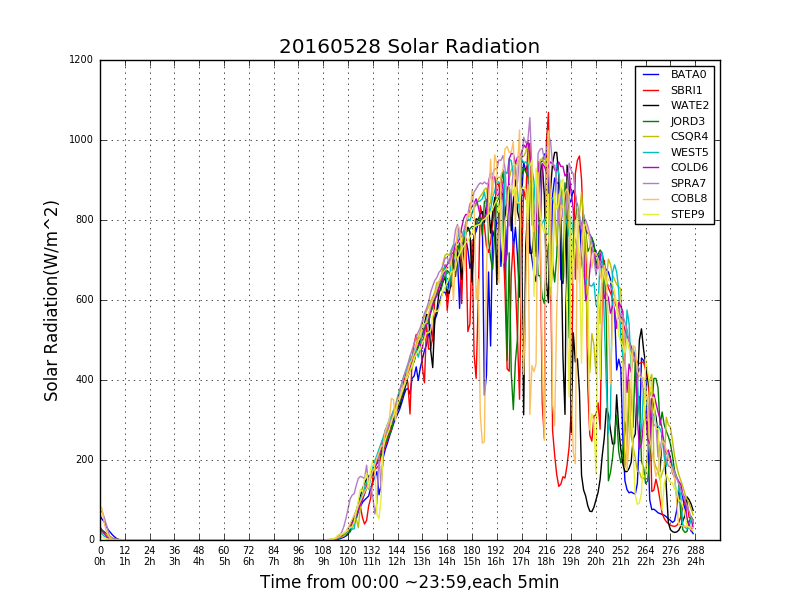 20160528 Solar Radiation
1200
1000
800
600
400
200
0
Solar Radiation(W/m^2)
BATA0
SBRI1
WATE2
JORD3
CSQR4
WEST5
COLD6
SPRA7
COBL8
STEP9
0 12 24 36 48 60 72 84 96 108 120 132 144 156 168 180 192 204 216 228 240 252 264 276 288
0h 1h 2h 3h 4h 5h 6h 7h 8h 9h 10h 11h 12h 13h 14h 15h 16h 17h 18h 19h 20h 21h 22h 23h 24h
Time from 00:00 ~23:59,each 5min